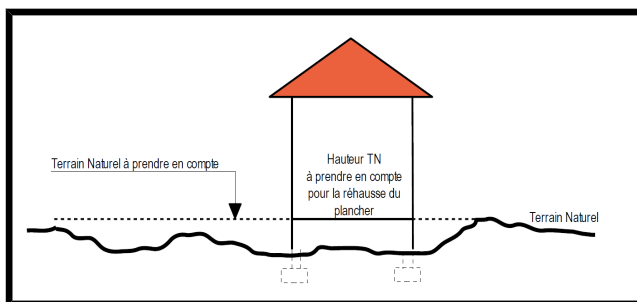 Hauteur TN
à prendre en compte
pour la réhausse du
plancher
Terrain Naturel à prendre en compte
Terrain Naturel